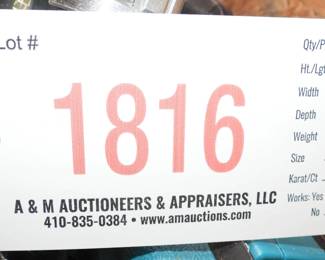 Lot #
1816
A & M AUCTIONEERS & APPRAISERS, LLC
410-835-0384 • www.amauctions.com
Qty/P
Ht./Lgt
Width
Depth
Weight
Size
Karat/Ct
Works: Yes
No